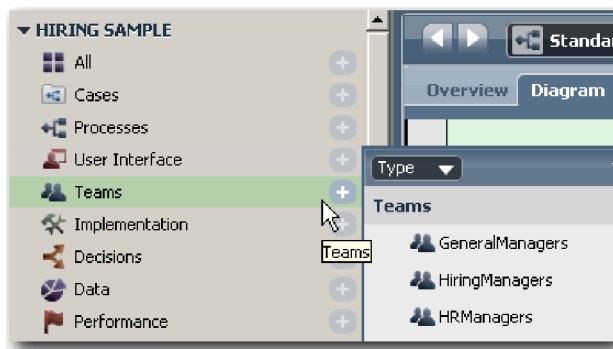 HIRING SAMPLE
All
Cases
Processes
User Interface
Teams
Implementation
Decisions
Data
Performance
Teams
Standar
Overview Diagram
Type
Teams
GeneralManagers
HiringManagers
HRManagers